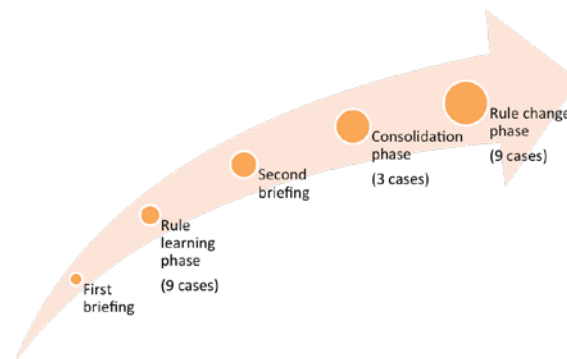 First
briefing
Rule
learning
phase
(9 cases)
Second
briefing
Consolidation
phase
(3 cases)
Rule change
phase
(9 cases)